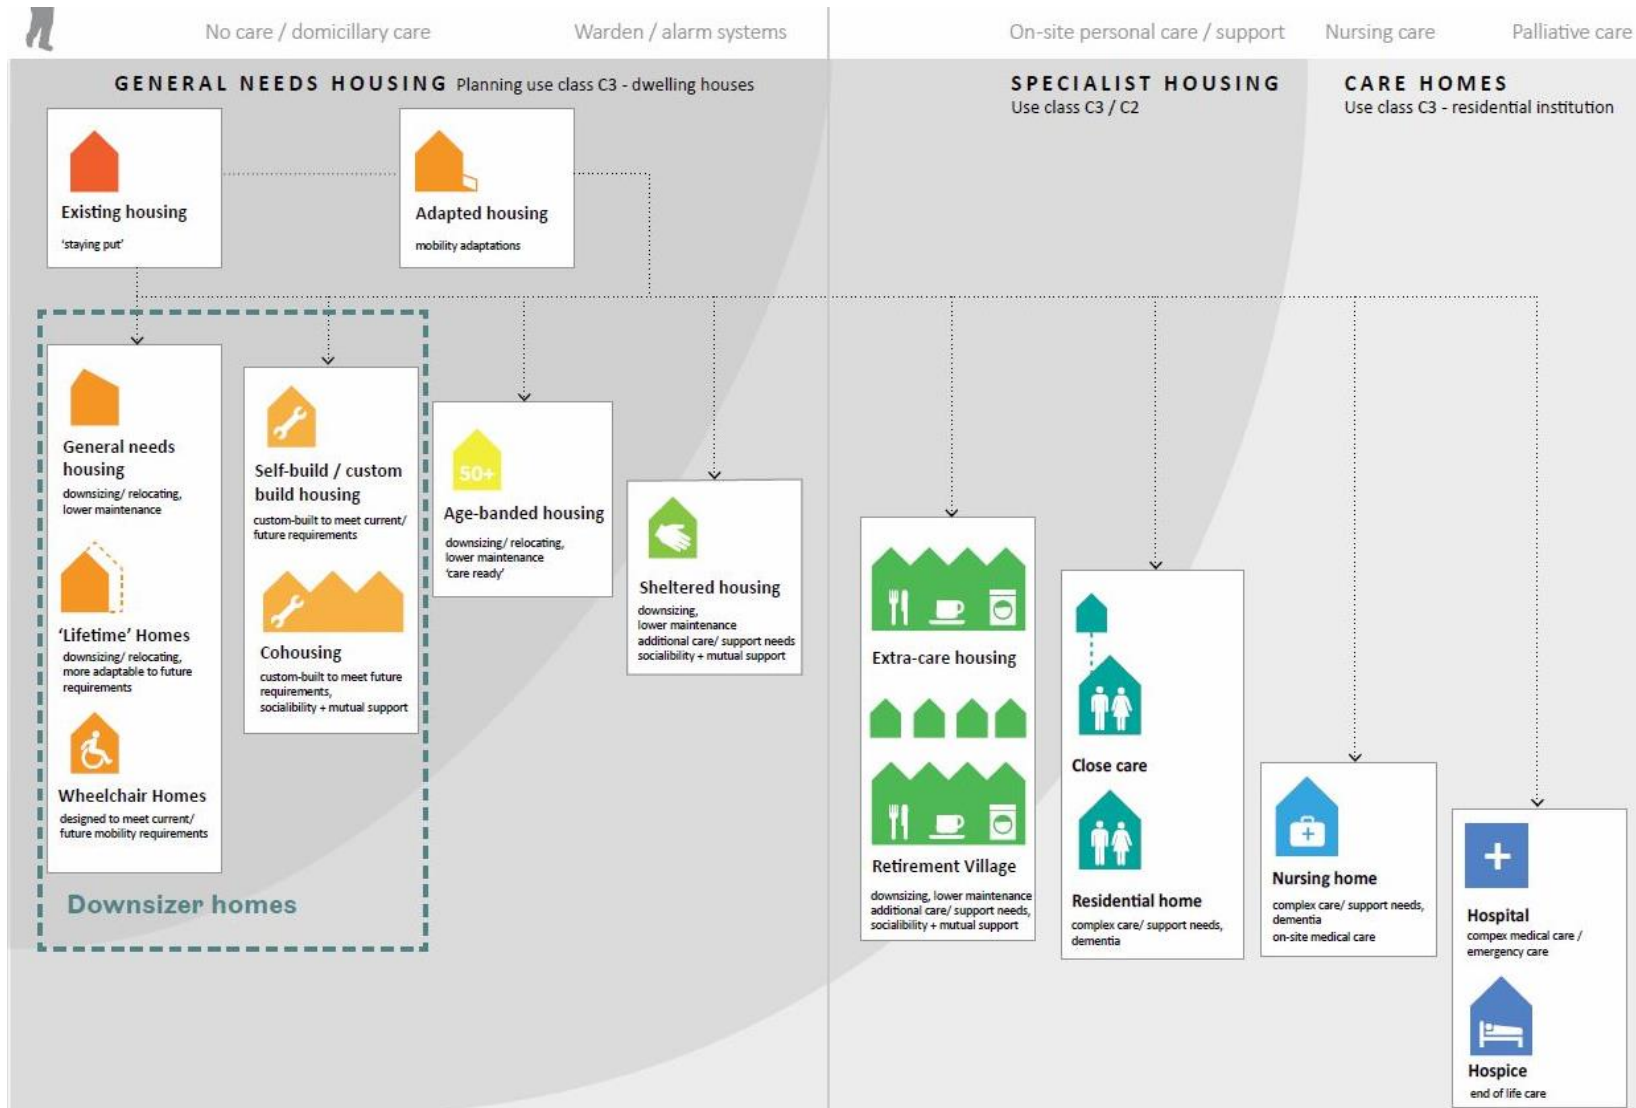 No care / domicillary care
Warden / alarm systems
On-site personal care / support
Nursing care
Palliative care
GENERAL NEEDS HOUSING Planning use class C3 - dwelling houses
SPECIALIST HOUSING
Use class C3 / C2
CARE HOMES
Use class C3 - residential institution
Existing housing
'staying put'
Adapted housing
mobility adaptations
General needs
housing
downsizing/ relocating,
lower maintenance
'Lifetime' Homes
downsizing/ relocating,
more adaptable to future
requirements
Wheelchair Homes
designed to meet current/
future mobility requirements
Downsizer homes
Self-build / custom
build housing
custom-built to meet current/
future requirements
Cohousing
custom-built to meet future
requirements,
socialibility + mutual support
50+
Age-banded housing
downsizing/ relocating,
lower maintenance
'care ready'
Sheltered housing
downsizing,
lower maintenance
additional care/ support needs
socialibility + mutual support
Extra-care housing
Retirement Village
downsizing, lower maintenance
additional care/ support needs,
socialibility + mutual support
Close care
Residential home
complex care/ support needs,
dementia
Nursing home
complex care/ support needs,
dementia
on-site medical care
Hospital
compex medical care /
emergency care
Hospice
end of life care